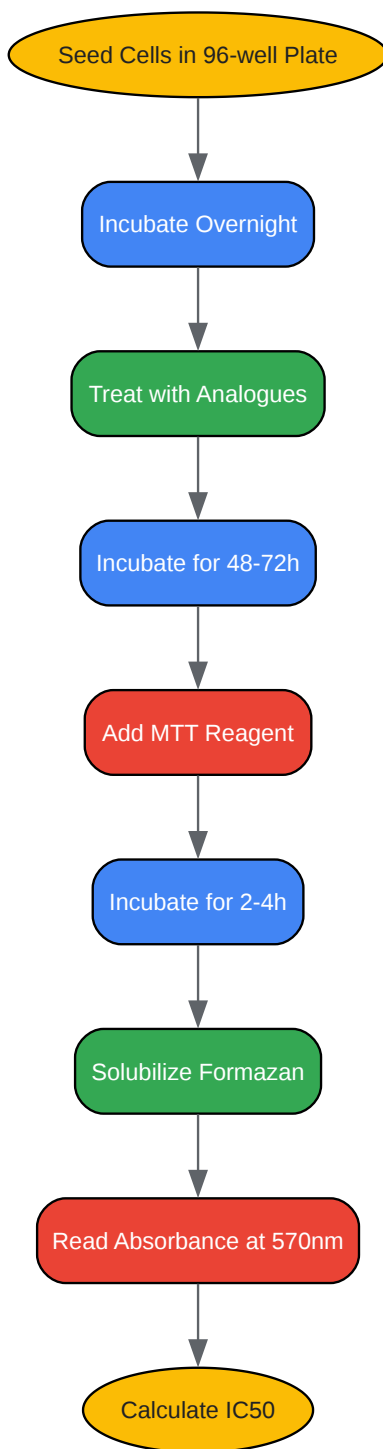 Seed Cells in 96-well Plate
Incubate Overnight
Treat with Analogues
Incubate for 48-72h
Add MTT Reagent
Incubate for 2-4h
Solubilize Formazan
Read Absorbance at 570nm
Calculate IC50